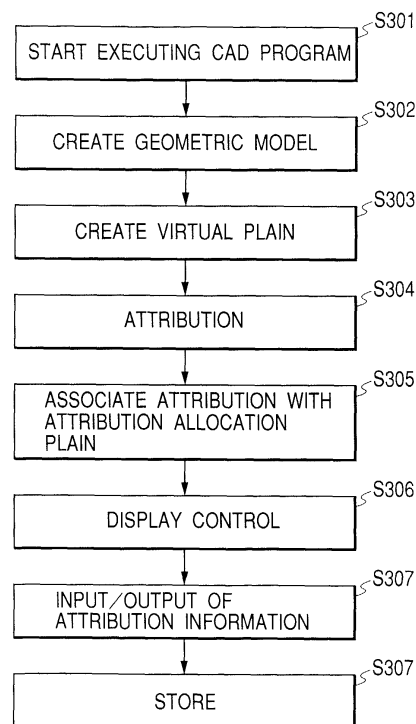 S301
START EXECUTING CAD PROGRAM
S302
CREATE GEOMETRIC MODEL
S303
CREATE VIRTUAL PLAIN
S304
ATTRIBUTION
S305
ASSOCIATE ATTRIBUTION WITH
ATTRIBUTION ALLOCATION
PLAIN
S306
DISPLAY CONTROL
S307
INPUT/OUTPUT OF
ATTRIBUTION INFORMATION
S307
STORE